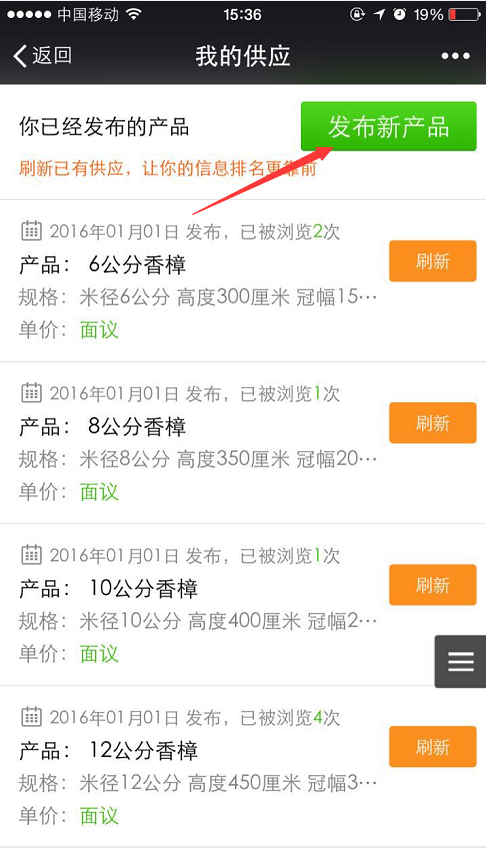 中国移动 15:36 19%
返回 我的供应
你已经发布的产品 发布新产品
刷新已有供应，让你的信息排名更靠前
2016年01月01日 发布，已被浏览2次
产品： 6公分香樟 刷新
规格：米径6公分 高度300厘米 冠幅15…
单价：面议
2016年01月01日 发布，已被浏览1次
产品： 8公分香樟 刷新
规格：米径8公分 高度350厘米 冠幅20…
单价：面议
2016年01月01日 发布，已被浏览1次
产品： 10公分香樟 刷新
规格：米径10公分 高度400厘米 冠幅2…
单价：面议
2016年01月01日 发布，已被浏览4次
产品： 12公分香樟 刷新
规格：米径12公分 高度450厘米 冠幅3…
单价：面议